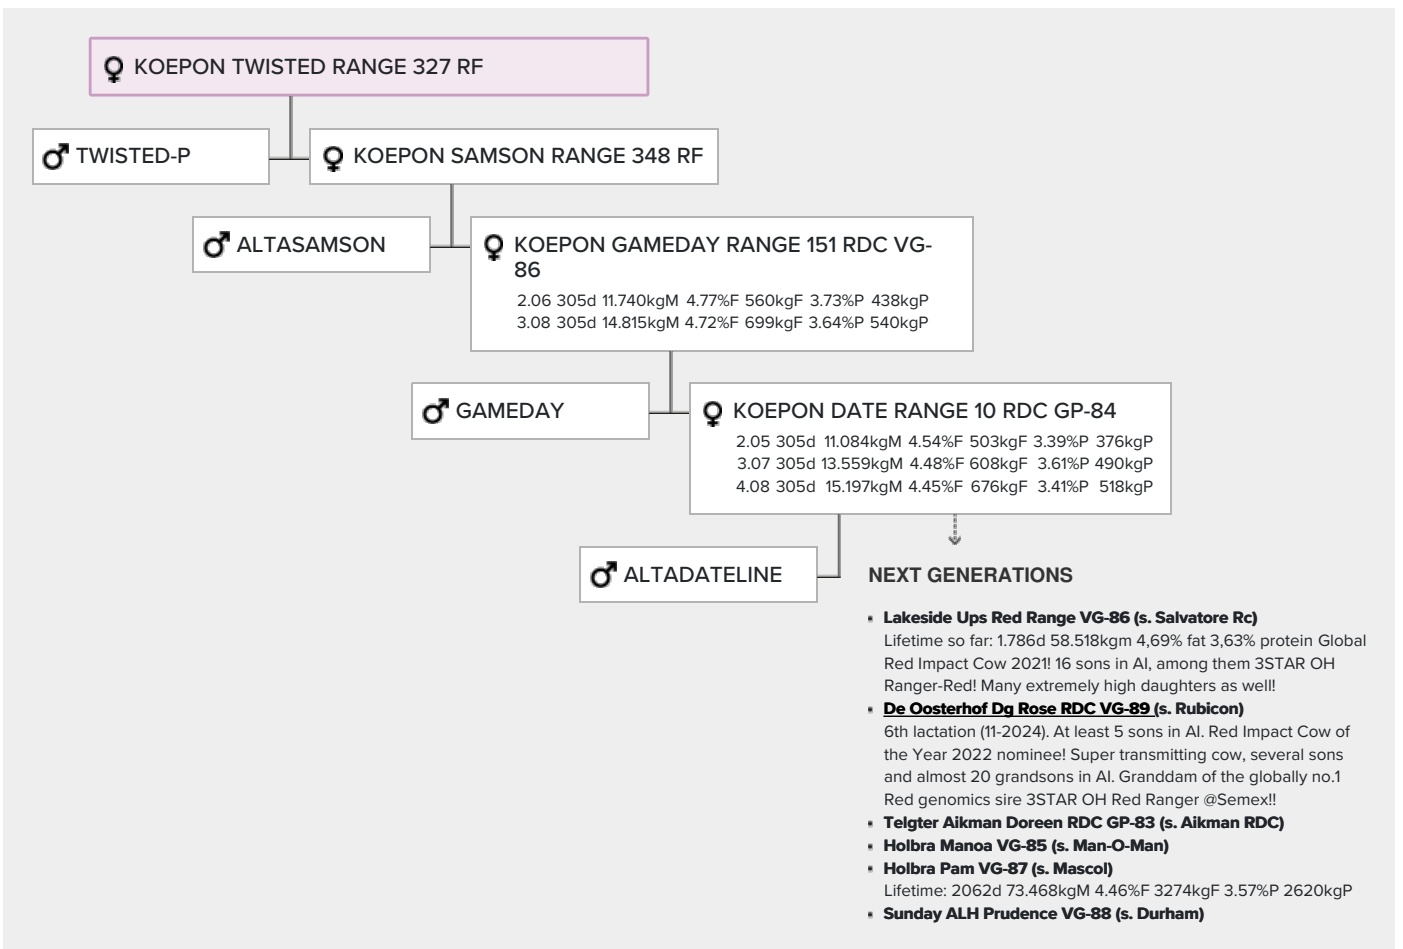 KOEPON TWISTED RANGE 327 RF
TWISTED-P
KOEPON SAMSON RANGE 348 RF
ALTASAMSON
KOEPON GAMEDAY RANGE 151 RDC VG-
86
2.06 305d 11.740kgM 4.77%F 560kgF 3.73%P 438kgP
3.08 305d 14.815kgM 4.72%F 699kgF 3.64%P 540kgP
GAMEDAY
KOEPON DATE RANGE 10 RDC GP-84
2.05 305d 11.084kgM 4.54%F 503kgF 3.39%P 376kgP
3.07 305d 13.559kgM 4.48%F 608kgF 3.61%P 490kgP
4.08 305d 15.197kgM 4.45%F 676kgF 3.41%P 518kgP
ALTADATELINE
NEXT GENERATIONS
Lakeside Ups Red Range VG-86 (s. Salvatore Rc)
Lifetime so far: 1.786d 58.518kgm 4,69% fat 3,63% protein Global
Red Impact Cow 2021! 16 sons in AI, among them 3STAR OH
Ranger-Red! Many extremely high daughters as well!
De Oosterhof Dg Rose RDC VG-89 (s. Rubicon)
6th lactation (11-2024). At least 5 sons in AI. Red Impact Cow of
the Year 2022 nominee! Super transmitting cow, several sons
and almost 20 grandsons in AI. Granddam of the globally no.1
Red genomics sire 3STAR OH Red Ranger @Semex!!
Telgter Aikman Doreen RDC GP-83 (s. Aikman RDC)
Holbra Manoa VG-85 (s. Man-O-Man)
Holbra Pam VG-87 (s. Mascol)
Lifetime: 2062d 73.468kgM 4.46%F 3274kgF 3.57%P 2620kgP
Sunday ALH Prudence VG-88 (s. Durham)